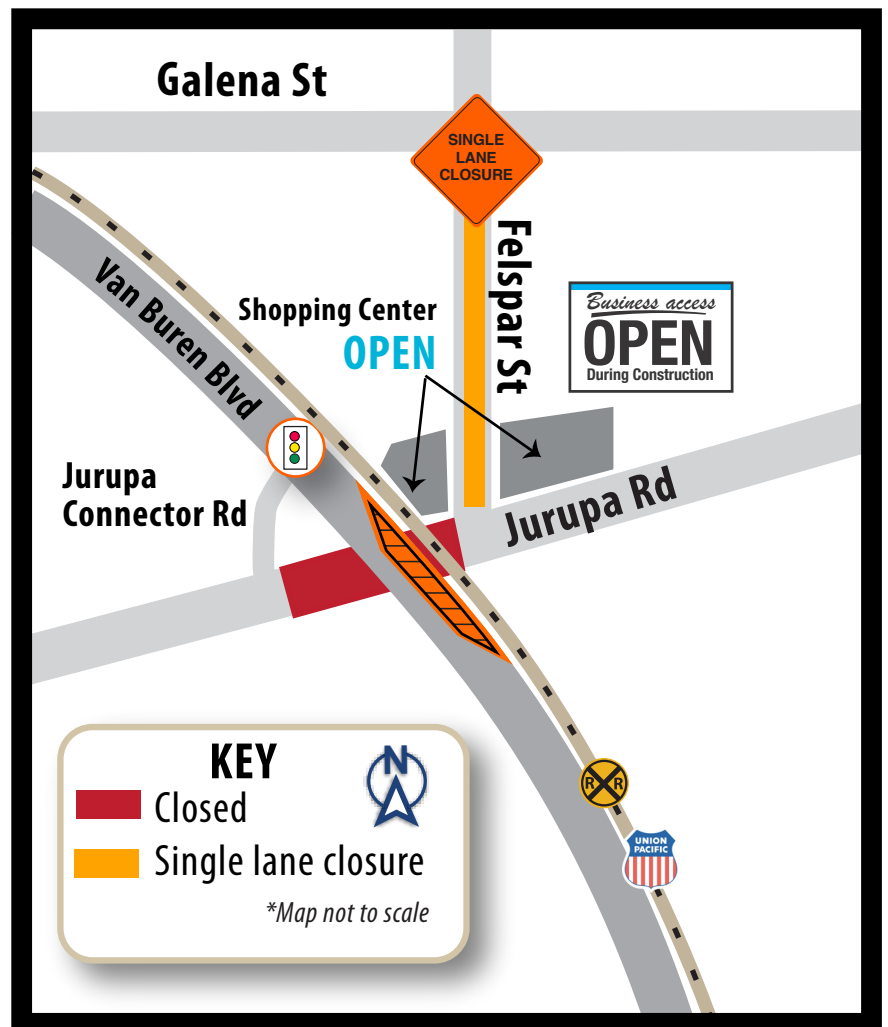 Galena St
SINGLE
LANE
CLOSURE
Felspar St
Van Buren Blvd
Shopping Center
OPEN
Business access
OPEN
During Construction
Jurupa
Connector Rd
Jurupa Rd
KEY
N
Closed
Single lane closure
*Map not to scale
R R
UNION
PACIFIC